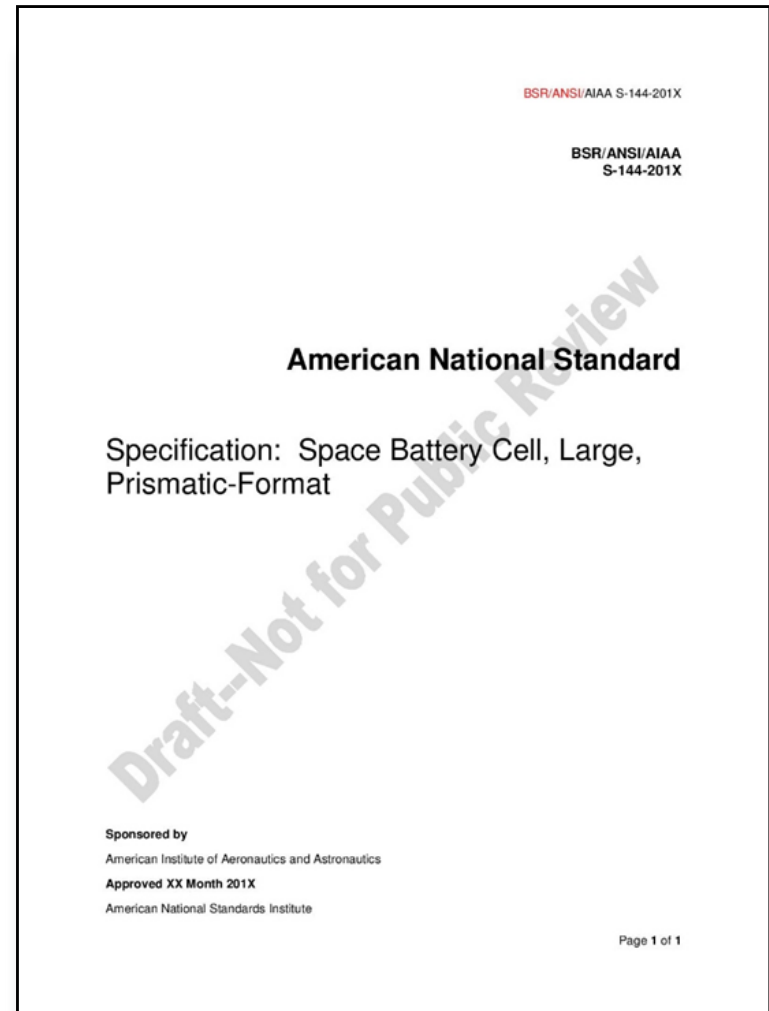 BSR/ANSI/AIAA S-144-201X
BSR/ANSI/AIAA
S-144-201X
American National Standard
Specification: Space Battery Cell, Large,
Prismatic-Format
Draft--Not for Public Review
Sponsored by
American Institute of Aeronautics and Astronautics
Approved XX Month 201X
American National Standards Institute
Page 1 of 1